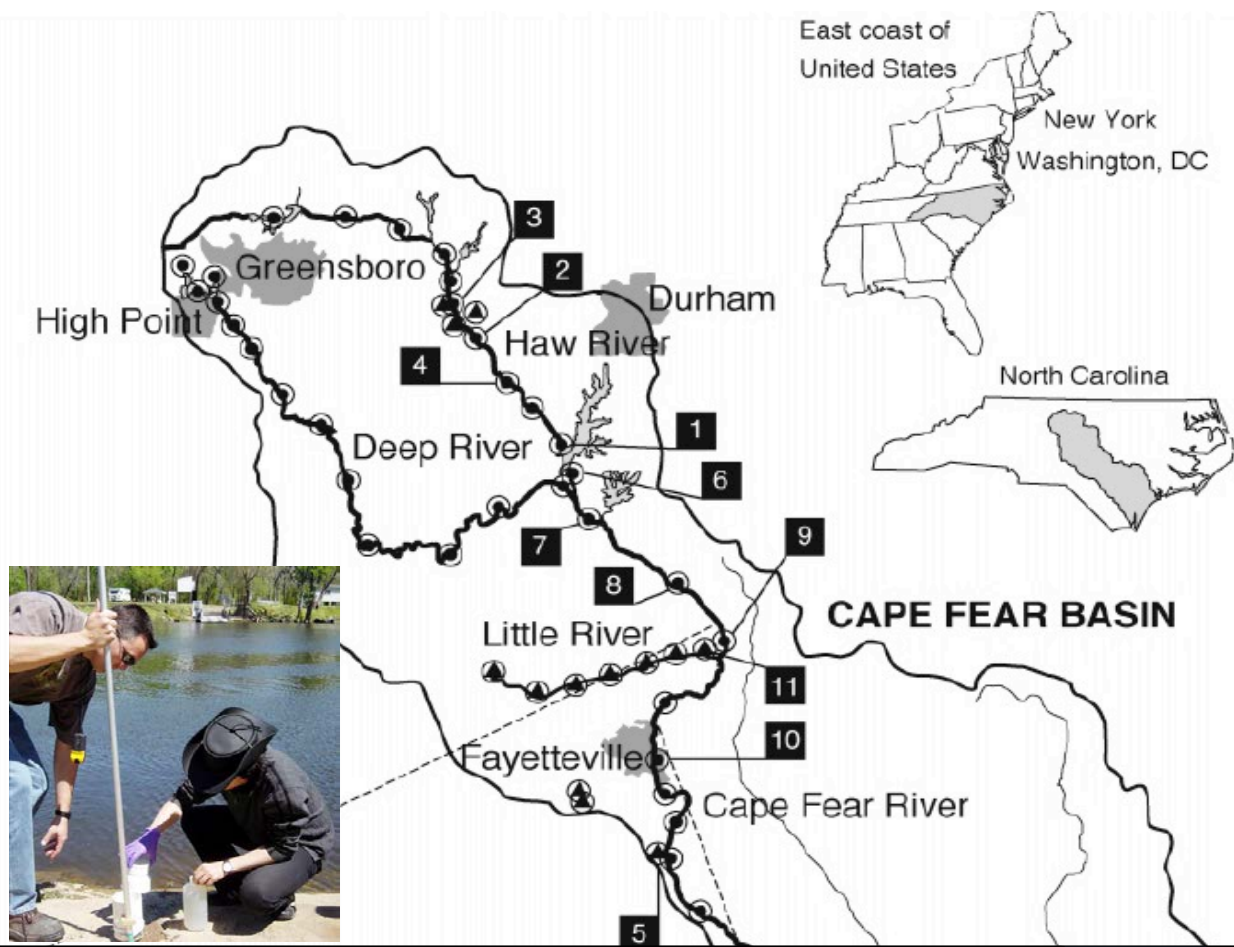 East coast of
United States
New York
Washington, DC
3
2
Greensboro
Durham
High Point
Haw River
4
North Carolina
1
Deep River
6
7
9
8
CAPE FEAR BASIN
Little River
11
10
Fayetteville
Cape Fear River
5